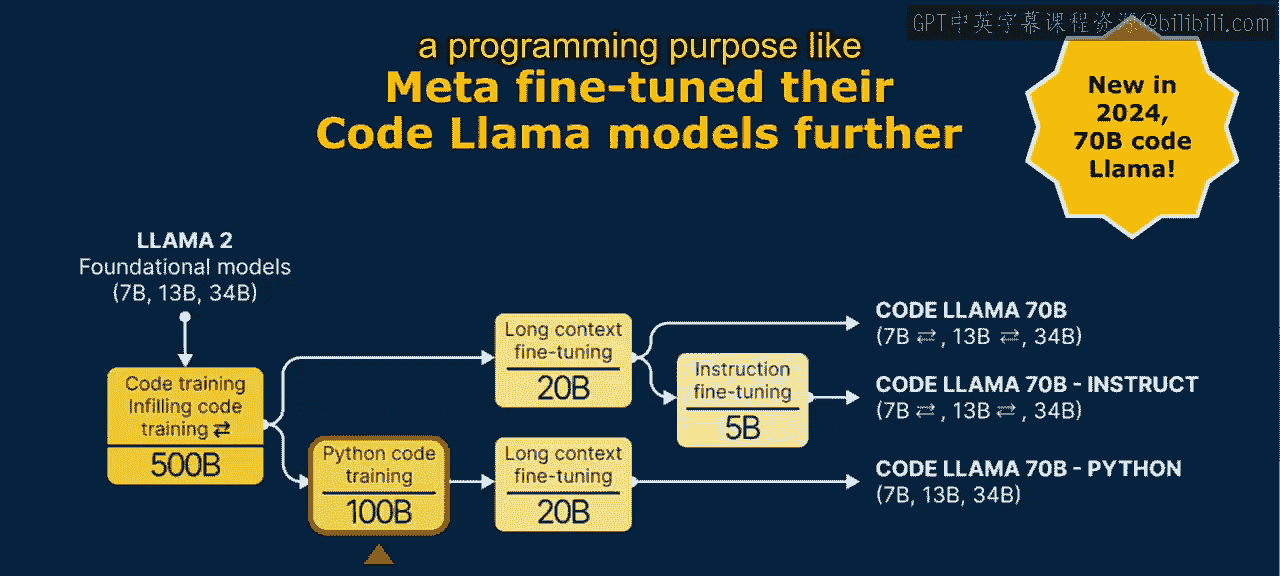 GPT中英字幕课程资源@bilibili.com
a programming purpose like
Meta fine-tuned their
Code Llama models further
New in
2024,
70B code
Llama!
LLAMA 2
Foundational models
(7B, 13B, 34B)
Code training
Infilling code
training ⇄
500B
Python code
training
100B
Long context
fine-tuning
20B
Long context
fine-tuning
20B
Instruction
fine-tuning
5B
CODE LLAMA 70B
(7B ⇄, 13B ⇄, 34B)
CODE LLAMA 70B - INSTRUCT
(7B ⇄, 13B ⇄, 34B)
CODE LLAMA 70B - PYTHON
(7B, 13B, 34B)